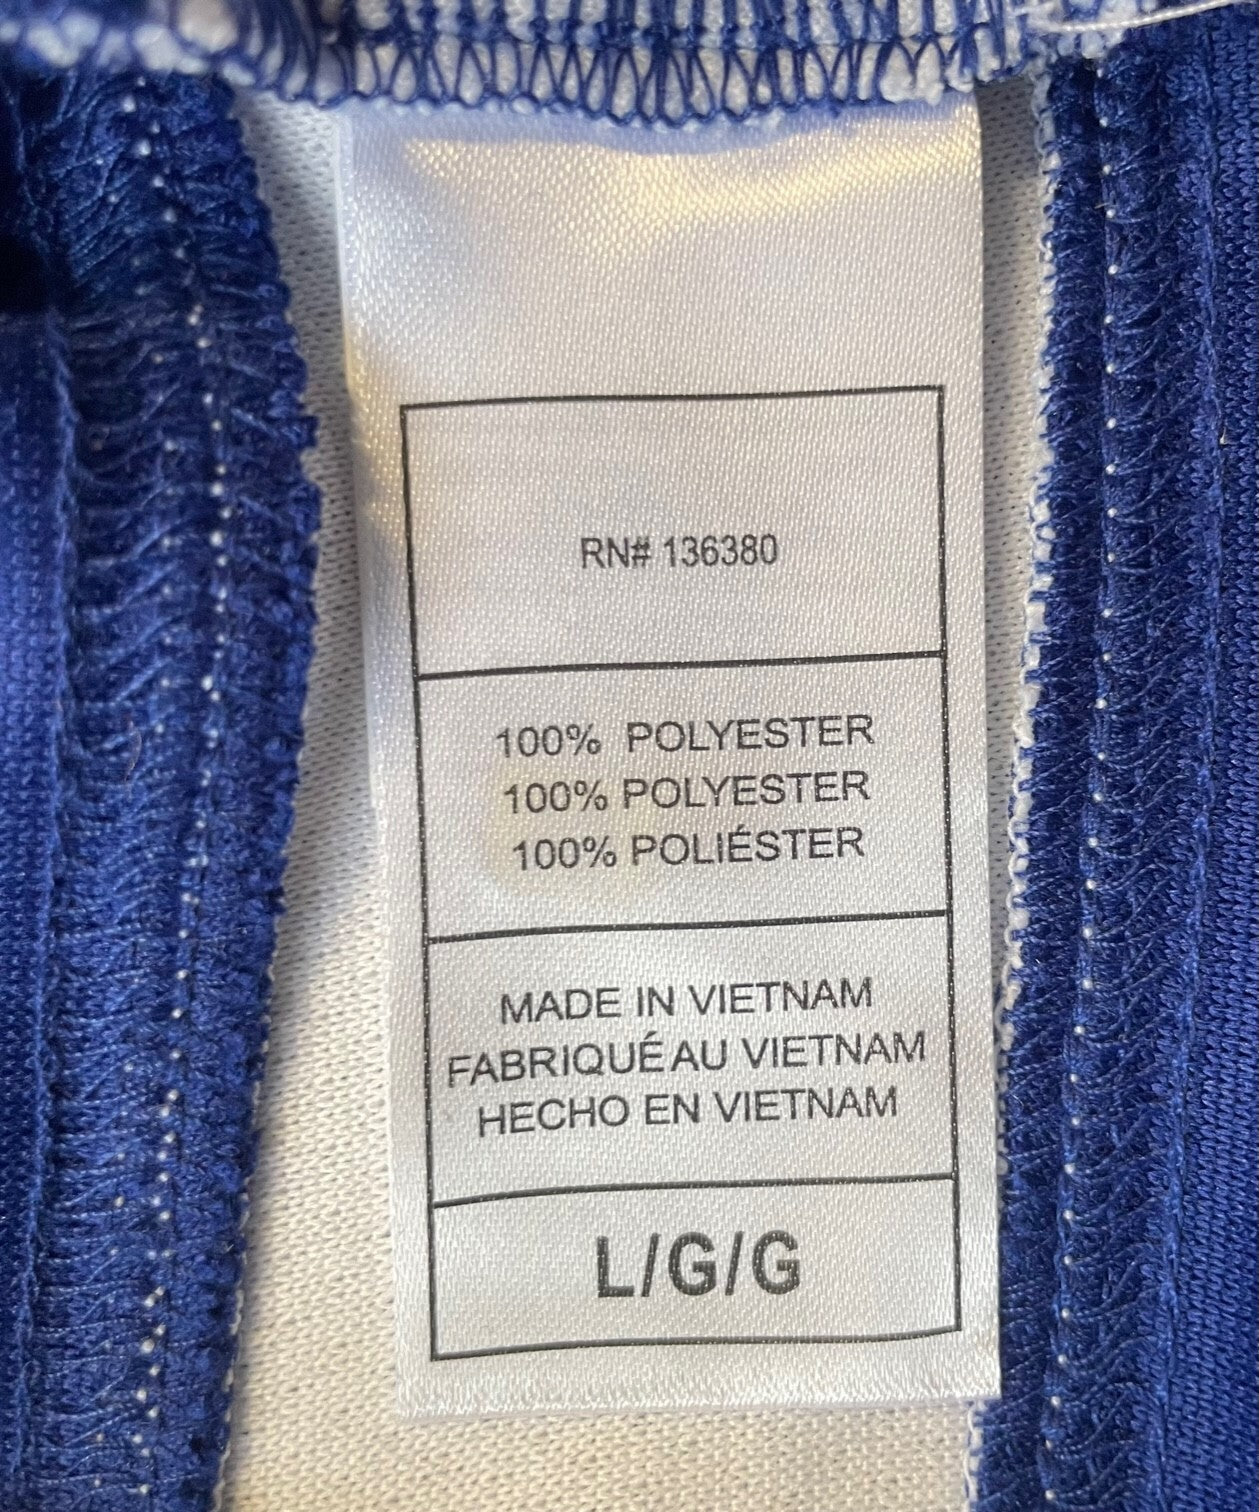 RN# 136380
100% POLYESTER
100% POLYESTER
100% POLIÉSTER
MADE IN VIETNAM
FABRIQUÉ AU VIETNAM
HECHO EN VIETNAM
L/G/G